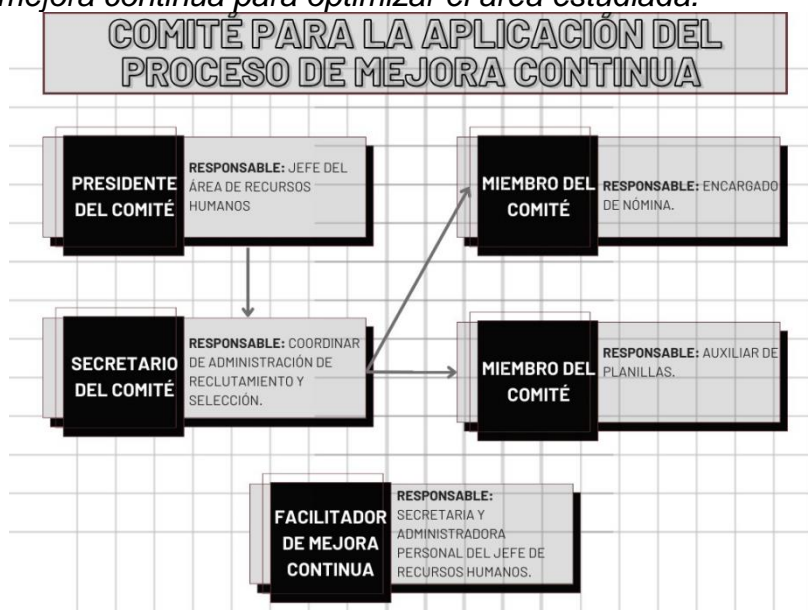 mejora continua para optimizar el área estudiada.
COMITÉ PARA LA APLICACIÓN DEL
PROCESO DE MEJORA CONTINUA
PRESIDENTE
DEL COMITÉ
RESPONSABLE: JEFE DEL
ÁREA DE RECURSOS
HUMANOS
MIEMBRO DEL
COMITÉ
RESPONSABLE: ENCARGADO
DE NÓMINA.
SECRETARIO
DEL COMITÉ
RESPONSABLE: COORDINAR
DE ADMINISTRACIÓN DE
RECLUTAMIENTO Y
SELECCIÓN.
MIEMBRO DEL
COMITÉ
RESPONSABLE: AUXILIAR DE
PLANILLAS.
FACILITADOR
DE MEJORA
CONTINUA
RESPONSABLE:
SECRETARIA Y
ADMINISTRADORA
PERSONAL DEL JEFE DE
RECURSOS HUMANOS.